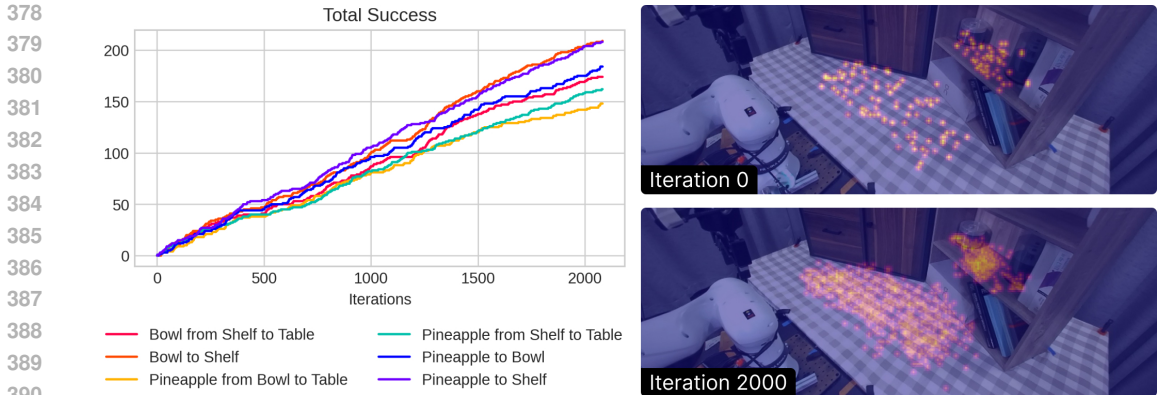 378
379
380
381
382
383
384
385
386
387
388
389
390
Total Success
200
150
100
50
0
0 500 1000 1500 2000
Iterations
Bowl from Shelf to Table
Bowl to Shelf
Pineapple from Bowl to Table
Pineapple from Shelf to Table
Pineapple to Bowl
Pineapple to Shelf
Iteration 0
Iteration 2000